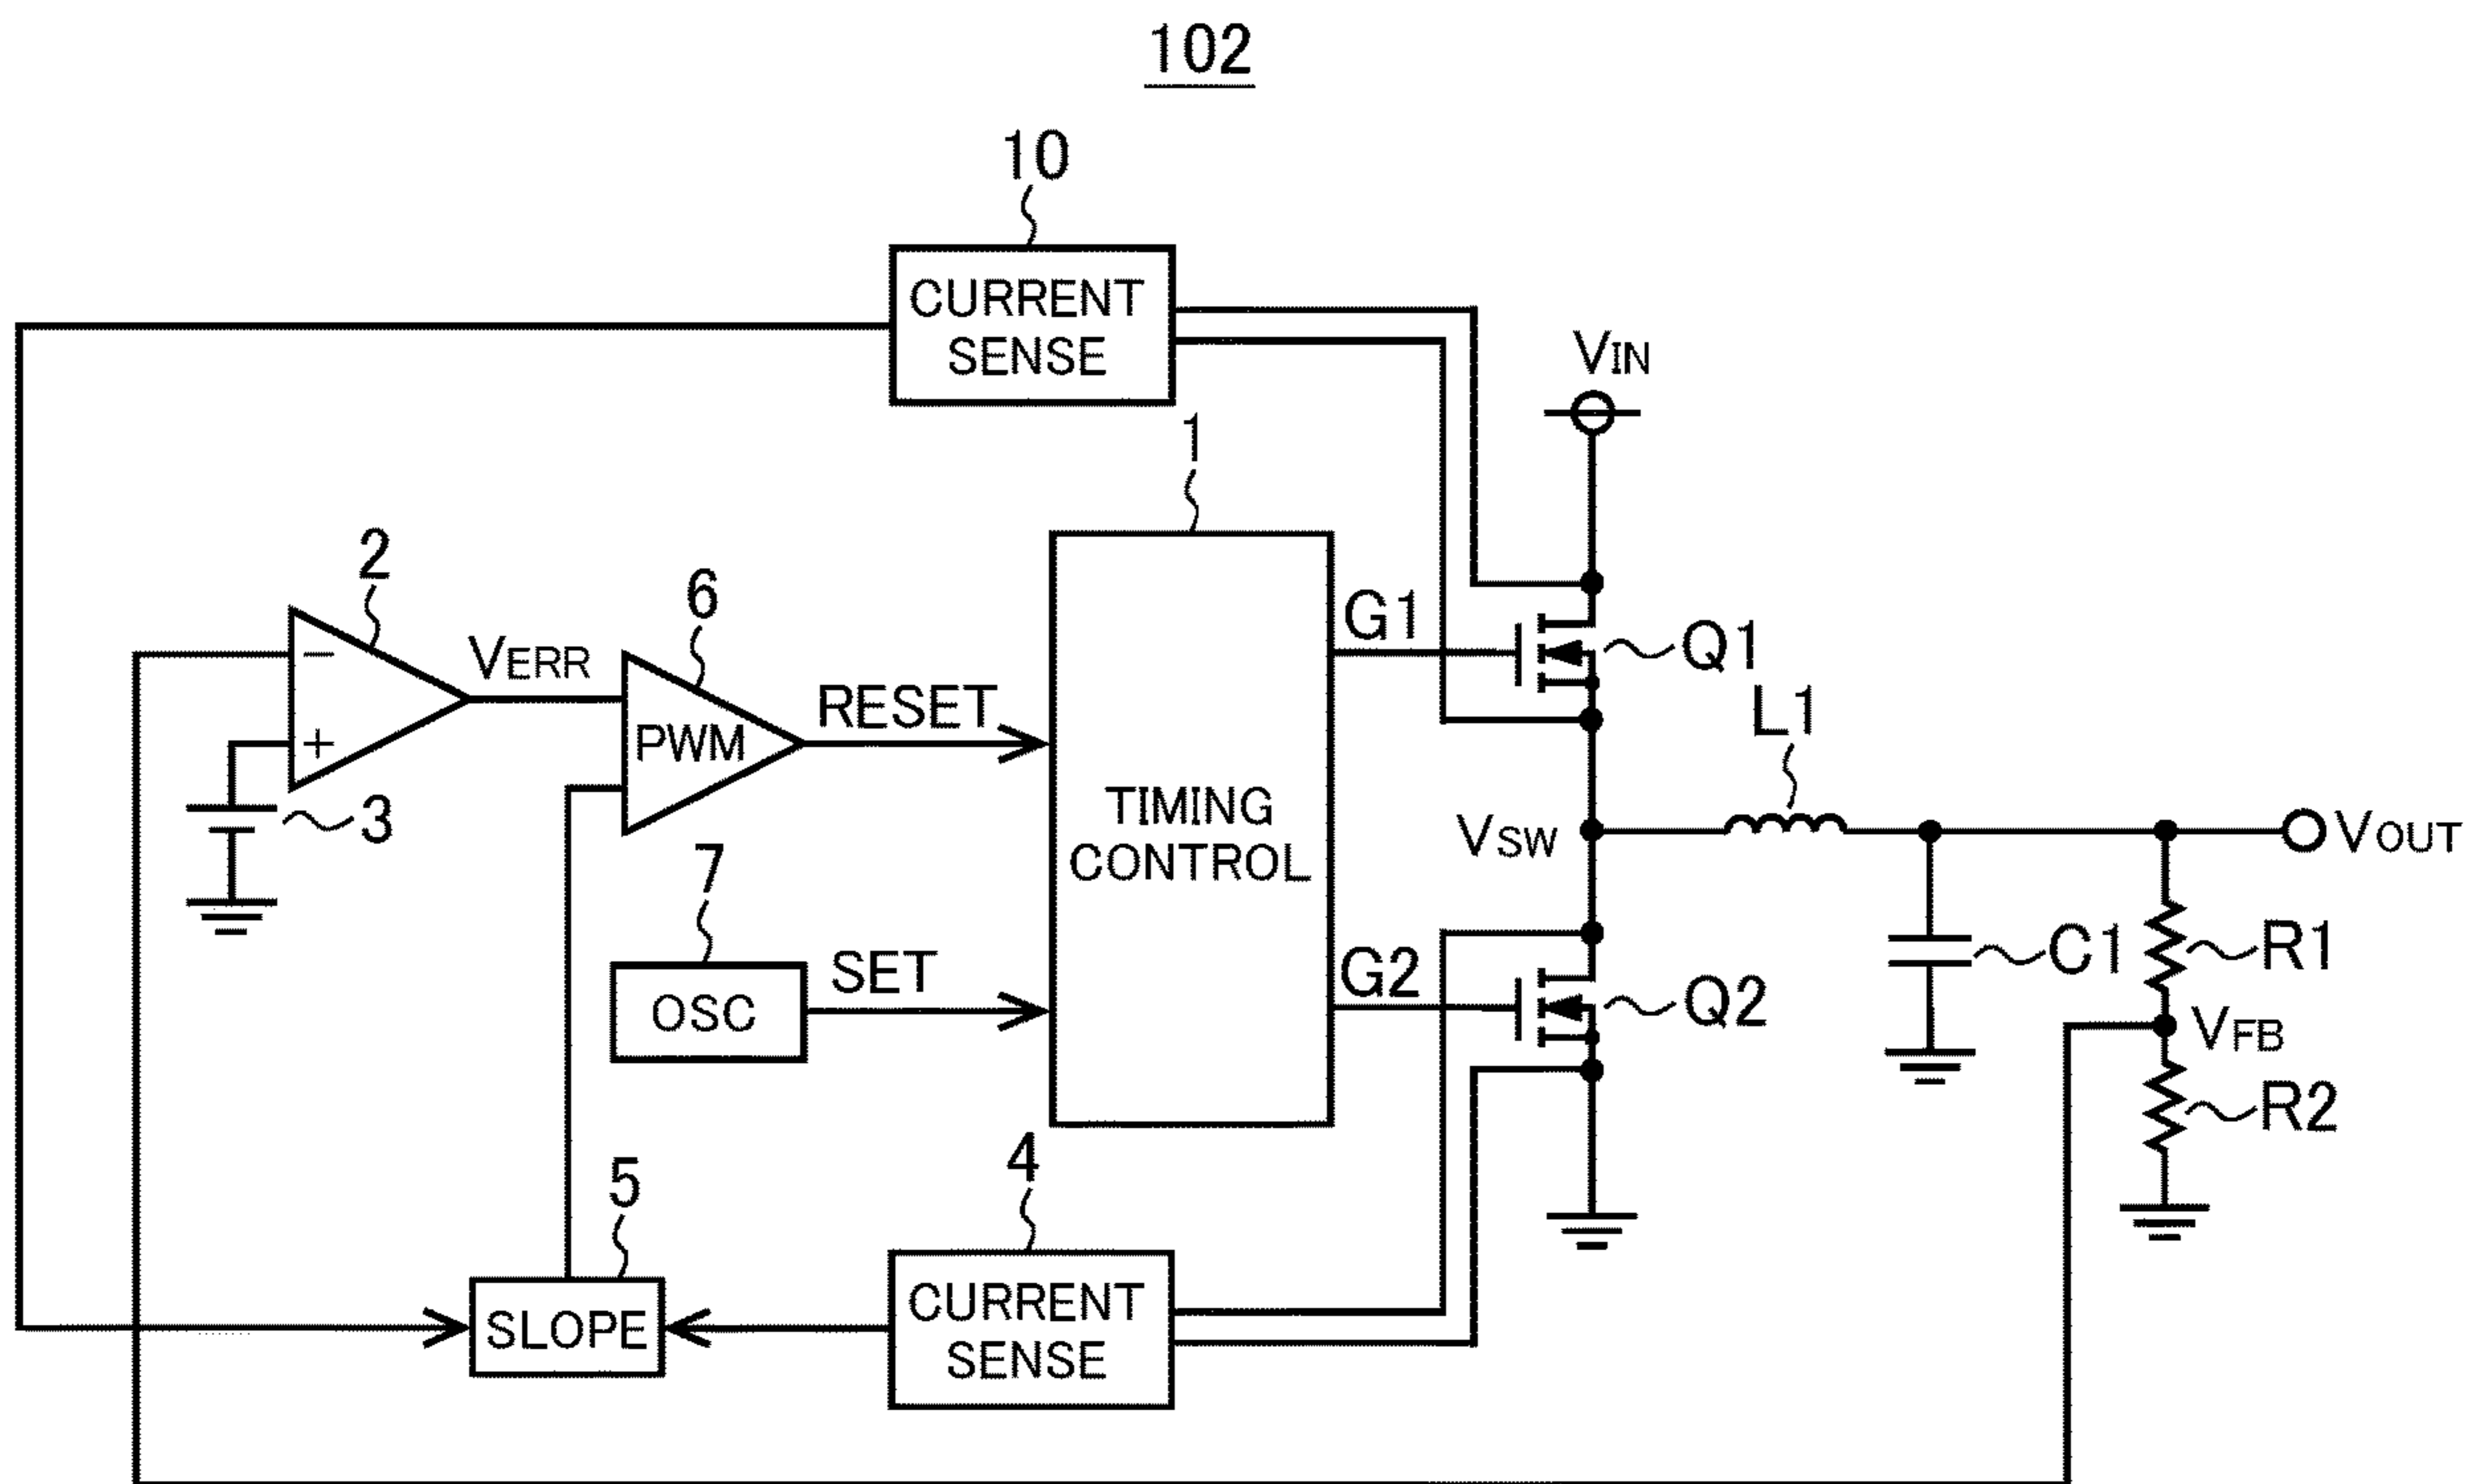 102
10
CURRENT
SENSE
VIN
1
2
6
G1
Q1
VERR
L1
RESET
−
PWM
+
TIMING
CONTROL
3
VSW
VOUT
7
SET
G2
C1
R1
OSC
Q2
VFB
R2
4
5
CURRENT
SENSE
SLOPE